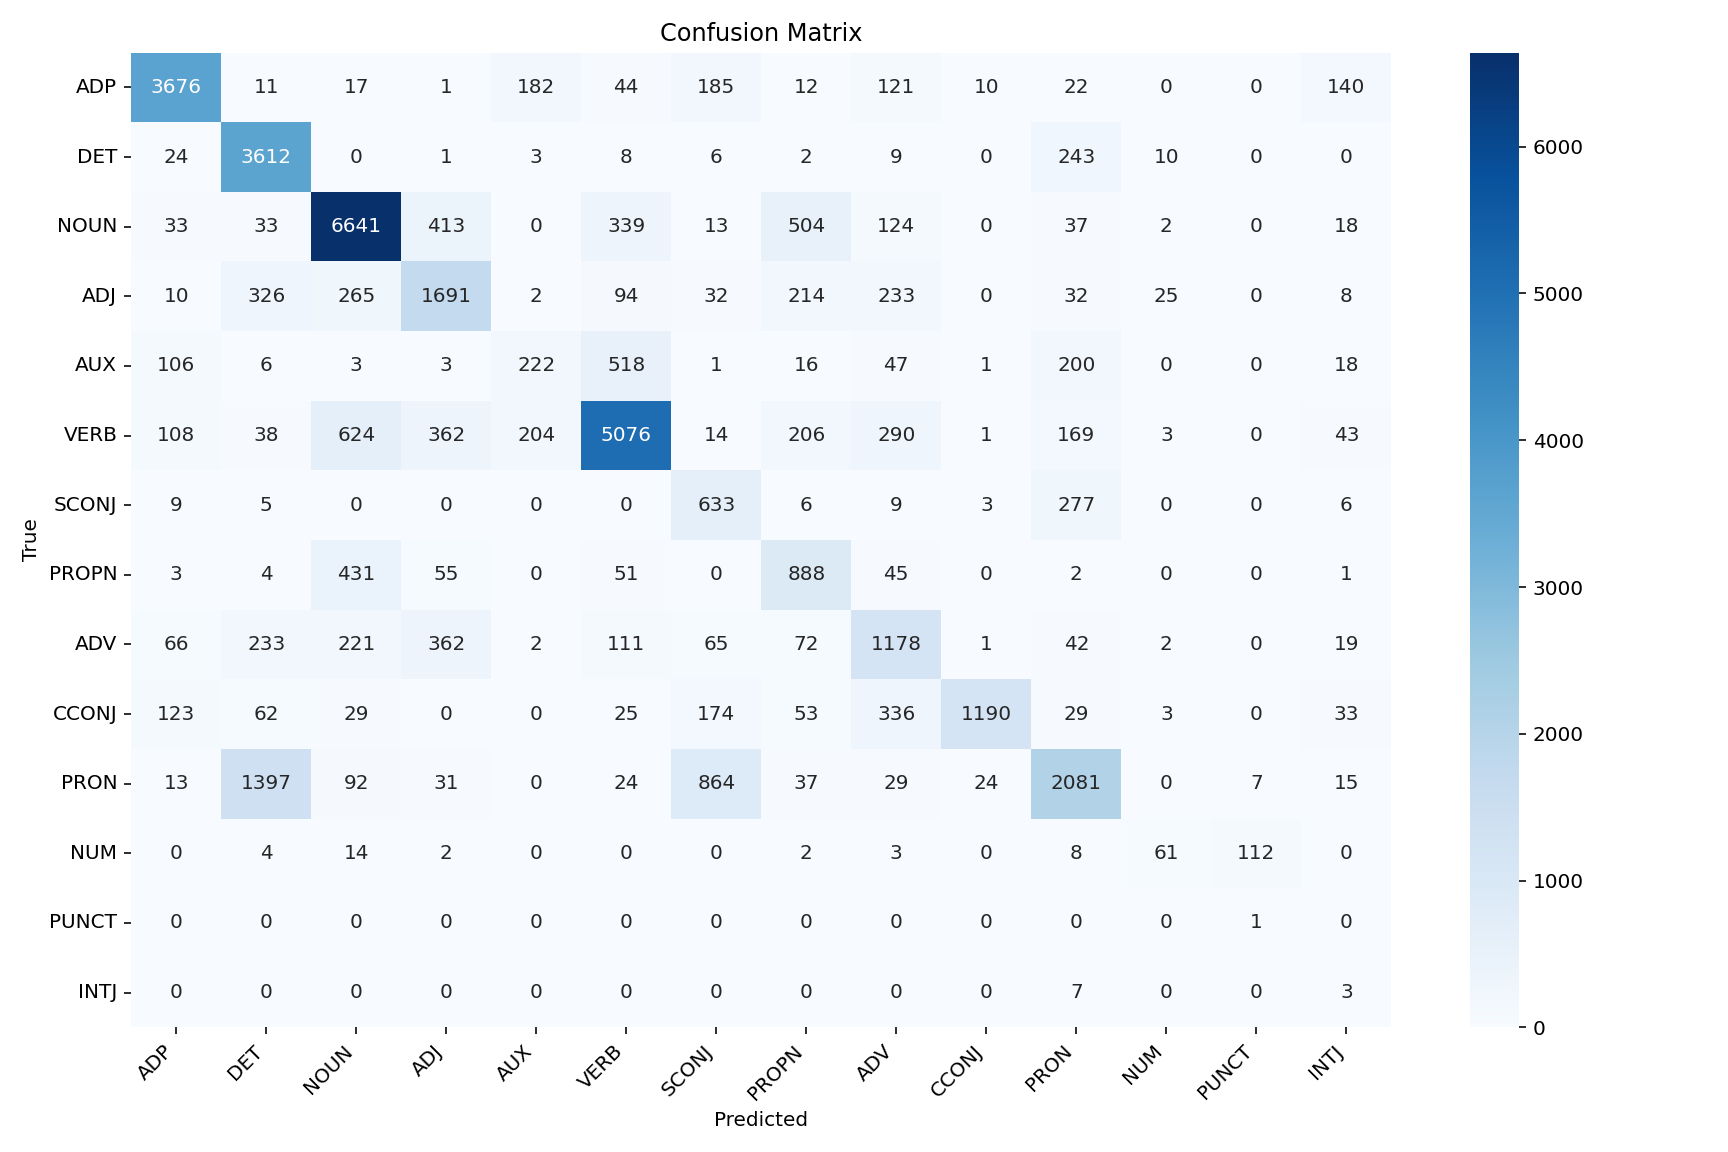 Confusion Matrix
ADP 3676 11 17 1 182 44 185 12 121 10 22 0 0 140
DET 24 3612 0 1 3 8 6 2 9 0 243 10 0 0
NOUN 33 33 6641 413 0 339 13 504 124 0 37 2 0 18
ADJ 10 326 265 1691 2 94 32 214 233 0 32 25 0 8
AUX 106 6 3 3 222 518 1 16 47 1 200 0 0 18
VERB 108 38 624 362 204 5076 14 206 290 1 169 3 0 43
SCONJ 9 5 0 0 0 0 633 6 9 3 277 0 0 6
PROPN 3 4 431 55 0 51 0 888 45 0 2 0 0 1
ADV 66 233 221 362 2 111 65 72 1178 1 42 2 0 19
CCONJ 123 62 29 0 0 25 174 53 336 1190 29 3 0 33
PRON 13 1397 92 31 0 24 864 37 29 24 2081 0 7 15
NUM 0 4 14 2 0 0 0 2 3 0 8 61 112 0
PUNCT 0 0 0 0 0 0 0 0 0 0 0 0 1 0
INTJ 0 0 0 0 0 0 0 0 0 0 7 0 0 3
ADP DET NOUN ADJ AUX VERB SCONJ PROPN ADV CCONJ PRON NUM PUNCT INTJ
Predicted
True
6000
5000
4000
3000
2000
1000
0